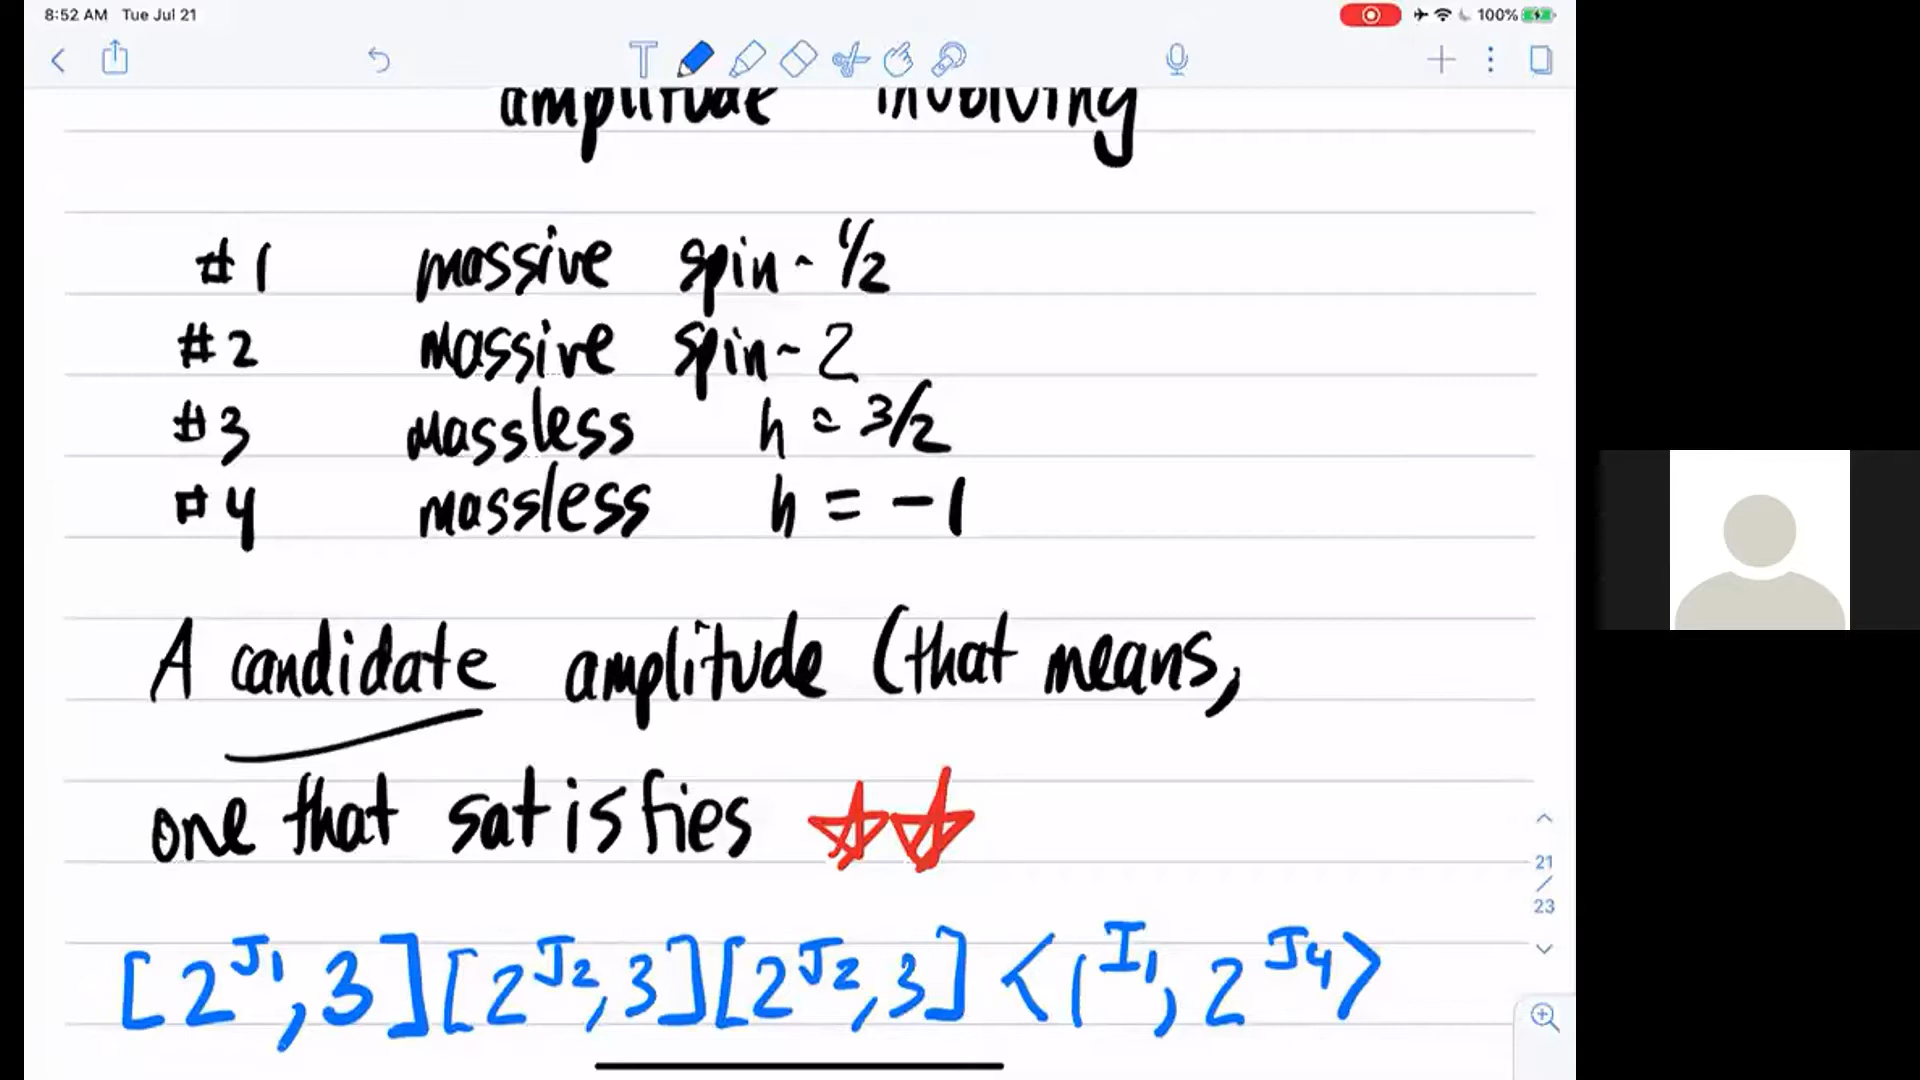 8:52 AM Tue Jul 21
100%
amplitude involving
#1 massive spin-1/2
#2 massive spin-2
#3 massless h = 3/2
#4 massless h = -1
A candidate amplitude (that means,
one that satisfies ☆☆
21
/
23
[2^J1, 3][2^J2, 3][2^J2, 3]⟨1^I1, 2^J4⟩